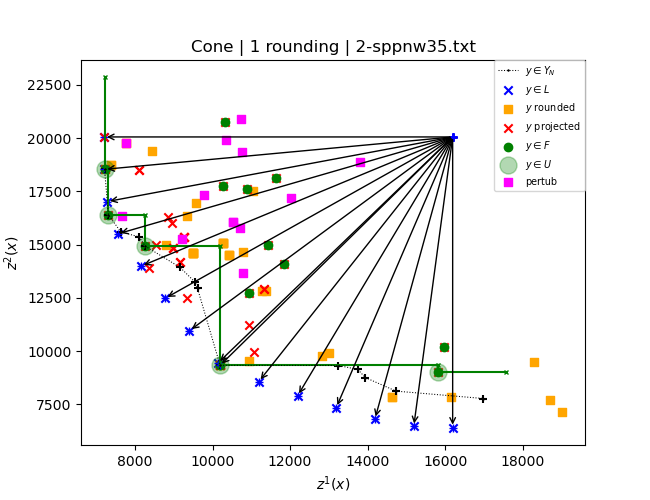 Cone | 1 rounding | 2-sppnw35.txt
y ∈ Y_N
y ∈ L
y rounded
y projected
y ∈ F
y ∈ U
pertub
22500
20000
17500
15000
12500
10000
7500
z²(x)
8000 10000 12000 14000 16000 18000
z¹(x)